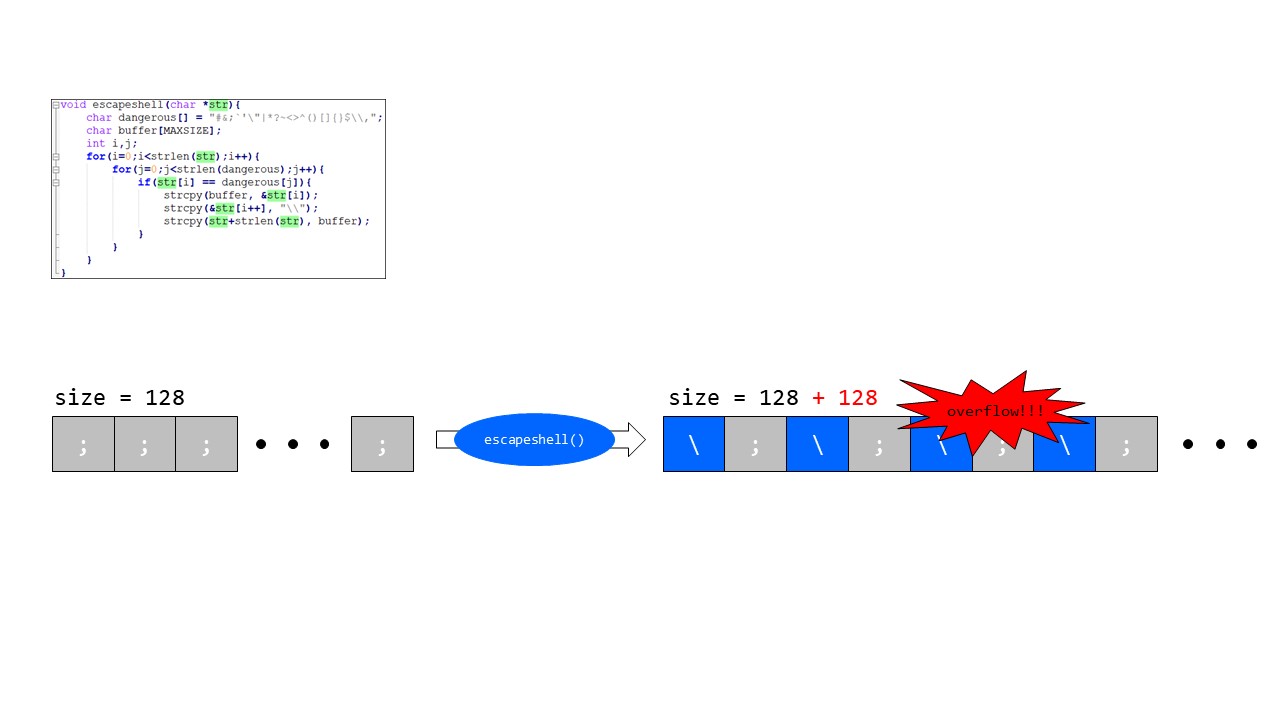 void escapeshell(char *str){
char dangerous[] = "#&;`'\"|*?~<>^()[]{}$\\,";
char buffer[MAXSIZE];
int i,j;
for(i=0;i<strlen(str);i++){
for(j=0;j<strlen(dangerous);j++){
if(str[i] == dangerous[j]){
strcpy(buffer, &str[i]);
strcpy(&str[i++], "\\");
strcpy(str+strlen(str), buffer);
}
}
}
}
size = 128
; ; ; ;
escapeshell()
size = 128 + 128
overflow!!!
\ ; \ ; \ ; \ ;